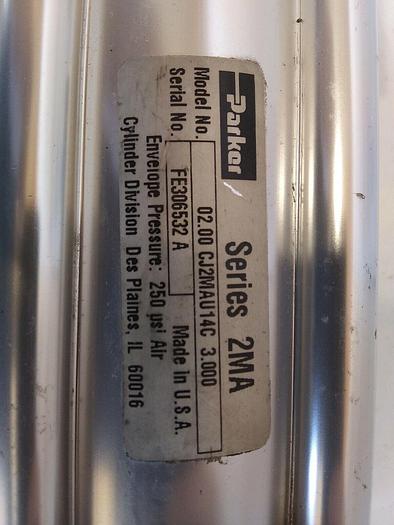 Parker Series 2MA
Model No. 02.00 CJ2MAU14C 3.000
Serial No. FE306532 A Made in U.S.A.
Envelope Pressure: 250 psi Air
Cylinder Division Des Plaines, IL 60016